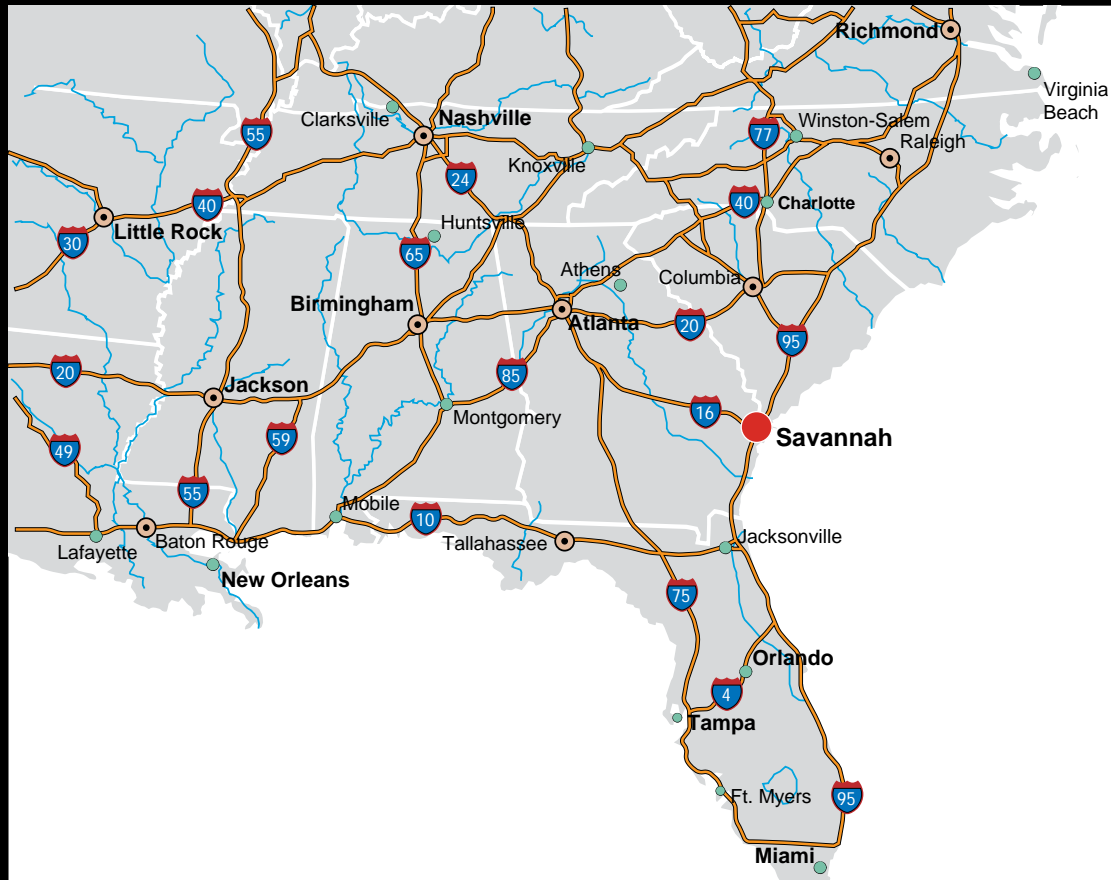 Richmond
Virginia
Beach
Clarksville
Nashville
55
77
Winston-Salem
Raleigh
Knoxville
24
40
40
Charlotte
Little Rock
30
Huntsville
65
Athens
Columbia
Birmingham
Atlanta
20
95
20
85
Jackson
Montgomery
16
Savannah
49
59
55
Mobile
10
Tallahassee
Jacksonville
Lafayette
Baton Rouge
New Orleans
75
Orlando
4
Tampa
Ft. Myers
95
Miami